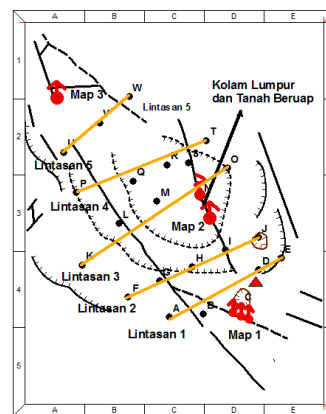 A B C D E
1
W
Map 3
V
Lintasan 5
Kolam Lumpur
dan Tanah Beruap
2
U
T
Lintasan 5
R
S
O
Q
P
N
Lintasan 4
M
3
L
Map 2
J
I
E
K
H
Lintasan 3
G
D
4
F
C
Lintasan 2
A
B
Lintasan 1
Map 1
5
A B C D E